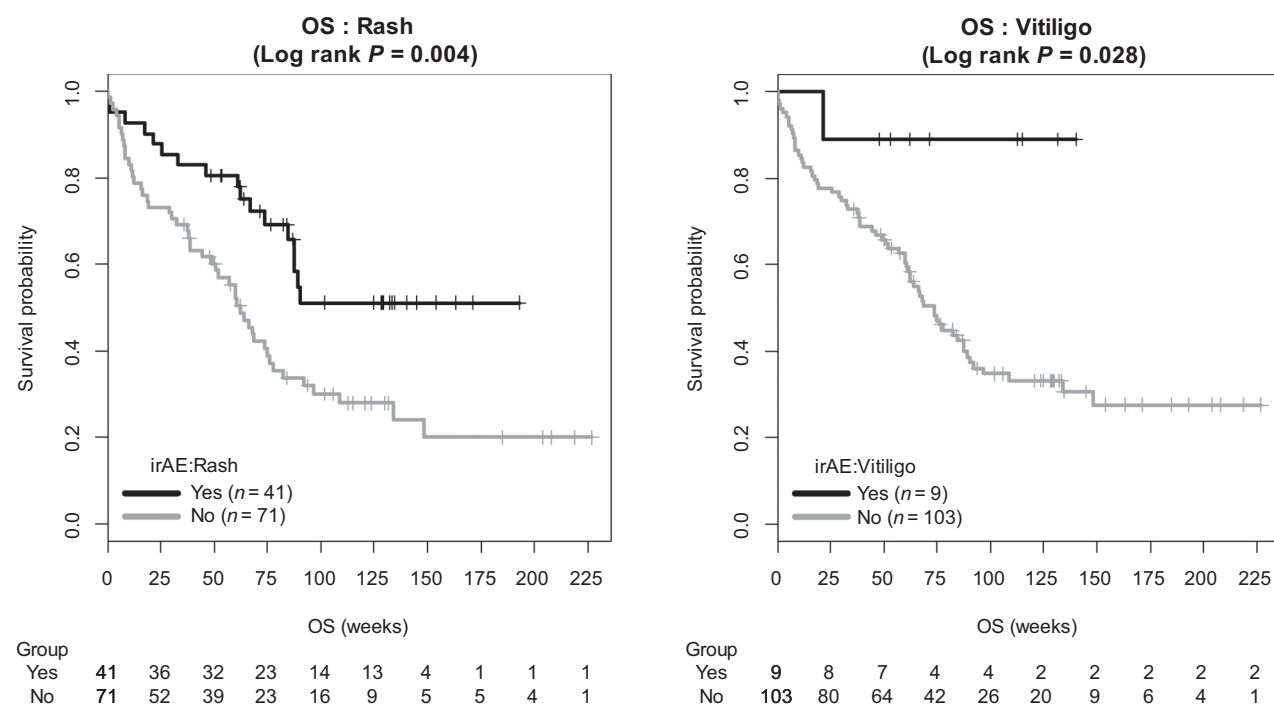 OS : Rash
(Log rank P = 0.004)
Survival probability
1.0
0.8
0.6
0.4
0.2
0.0
irAE:Rash
Yes (n = 41)
No (n = 71)
0 25 50 75 100 125 150 175 200 225
OS (weeks)
Group
Yes 41 36 32 23 14 13 4 1 1 1
No 71 52 39 23 16 9 5 5 4 1
OS : Vitiligo
(Log rank P = 0.028)
Survival probability
1.0
0.8
0.6
0.4
0.2
0.0
irAE:Vitiligo
Yes (n = 9)
No (n = 103)
0 25 50 75 100 125 150 175 200 225
OS (weeks)
Group
Yes 9 8 7 4 4 2 2 2 2 2
No 103 80 64 42 26 20 9 6 4 1